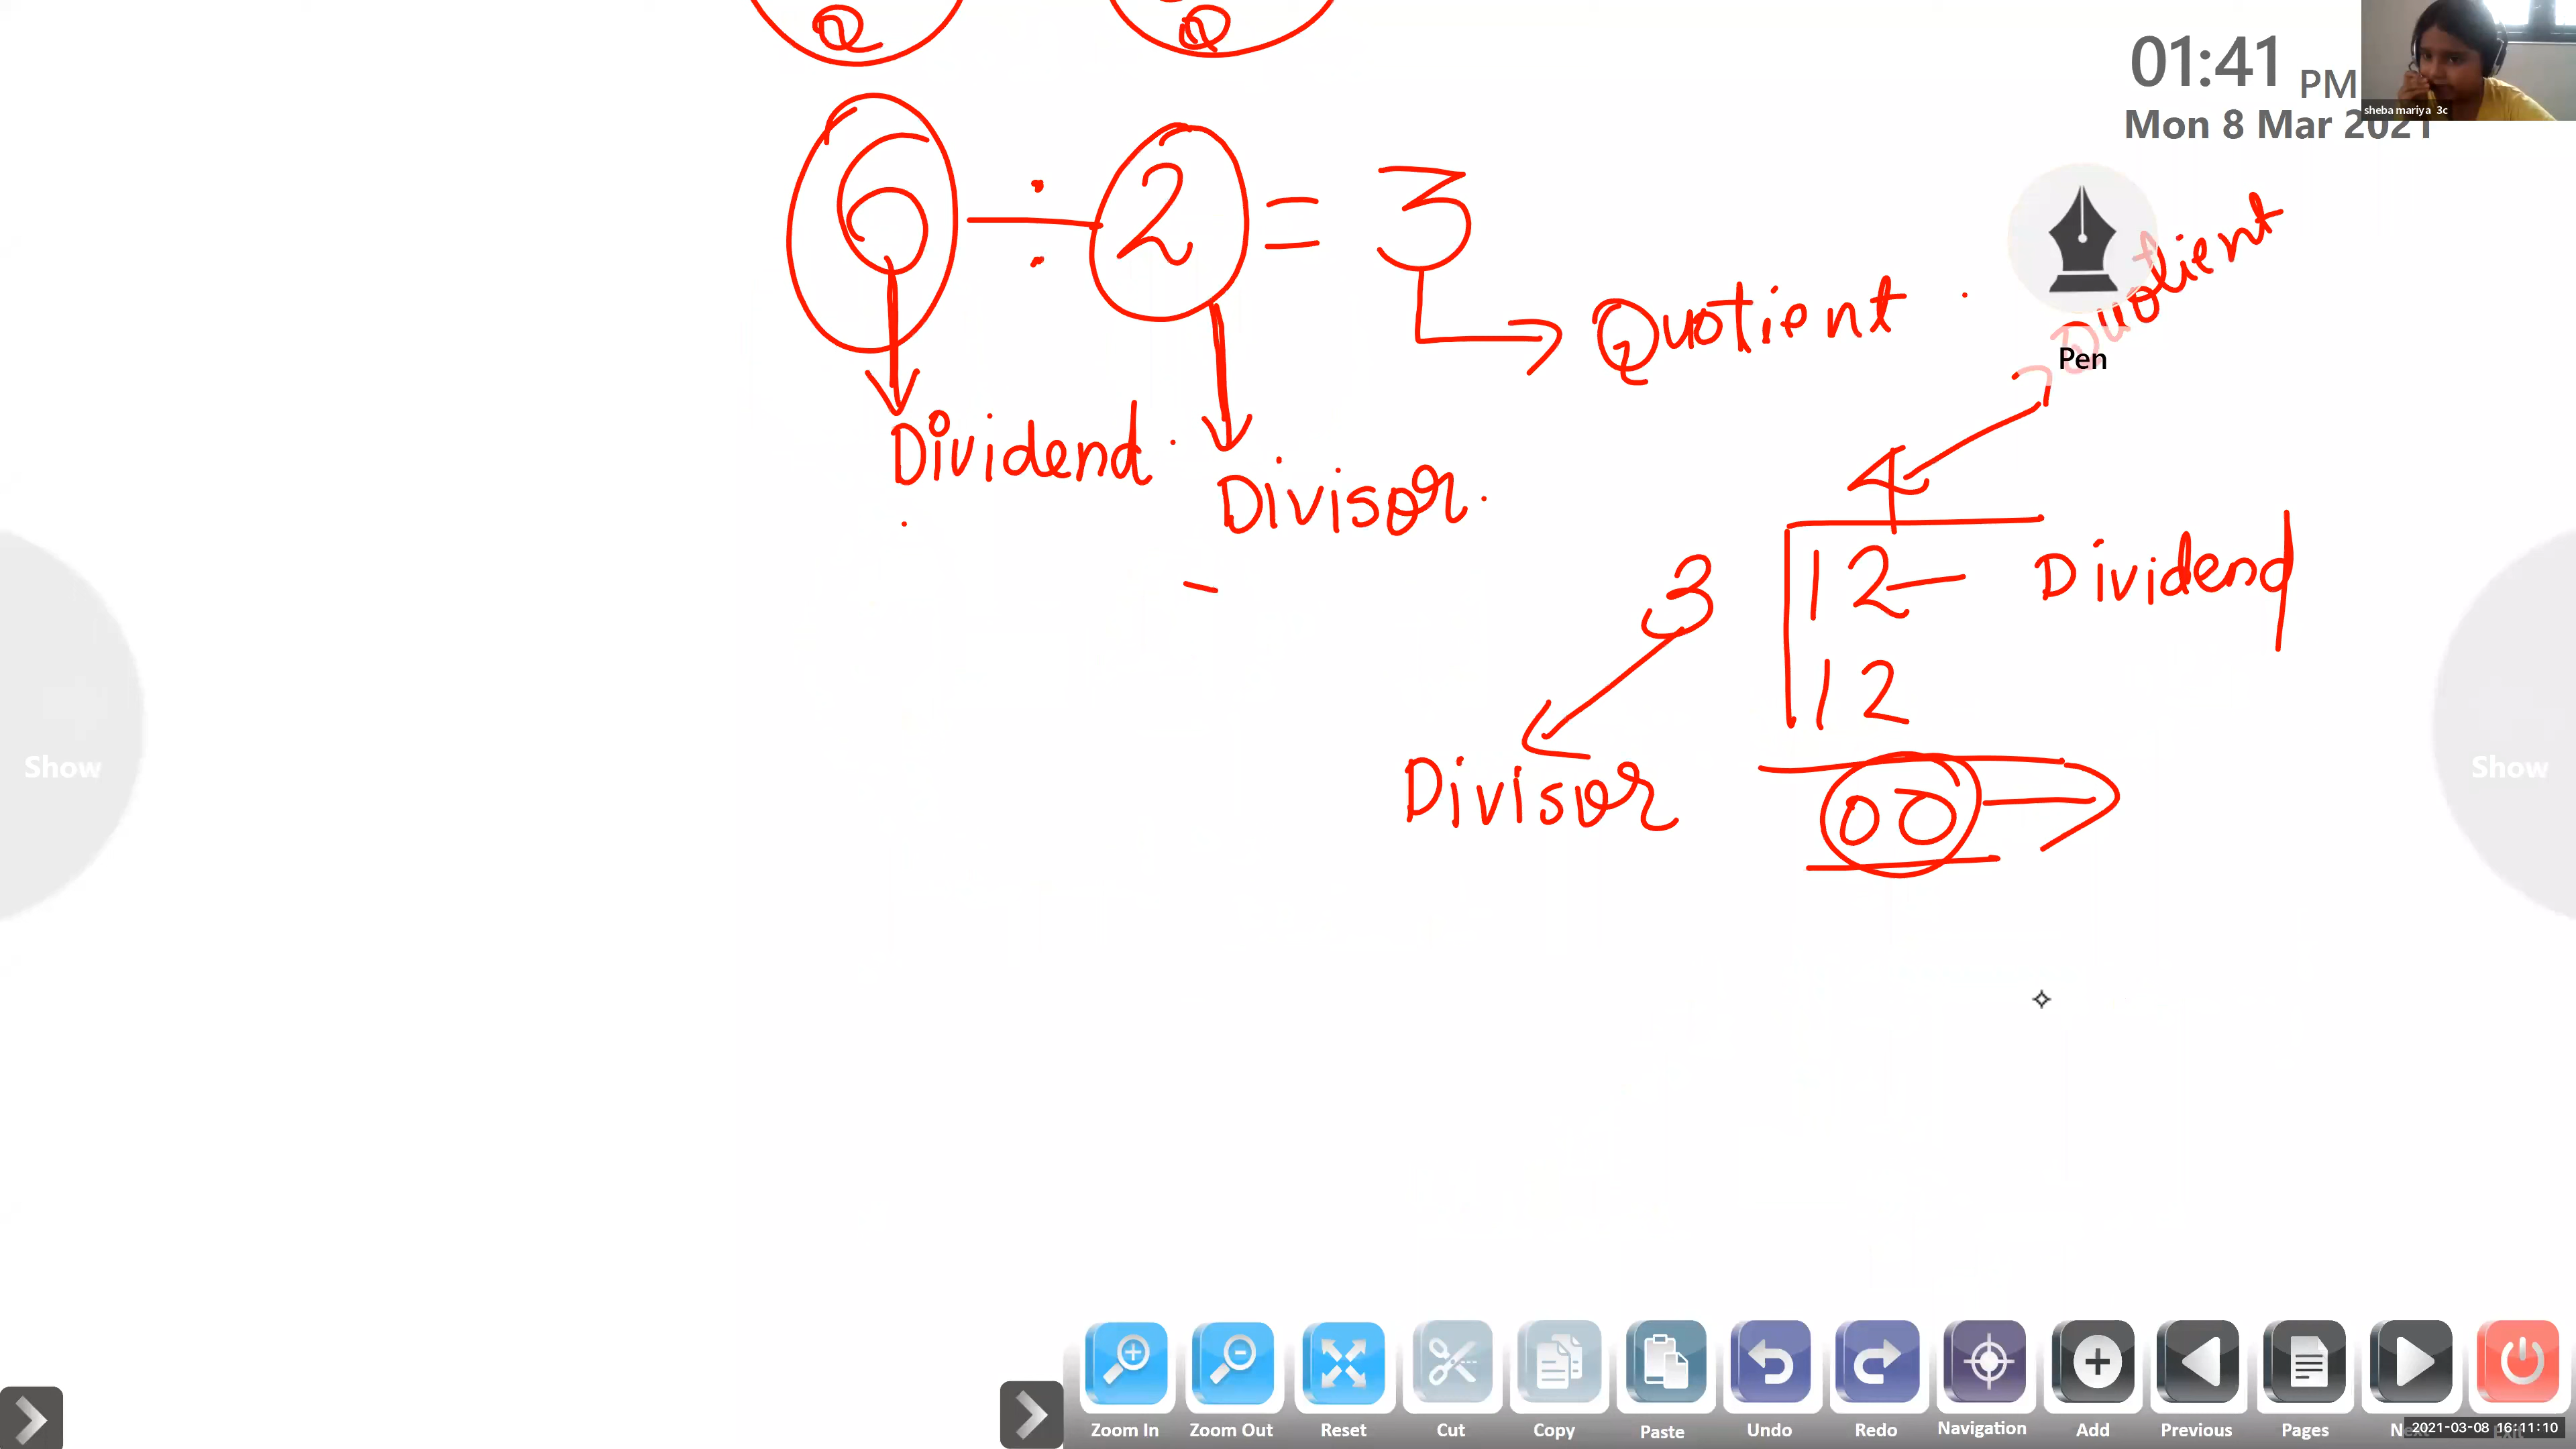 01:41 PM
sheba mariya 3c
Mon 8 Mar 2021
6 ÷ 2 = 3
Quotient
Quotient .
Pen
Dividend .
Divisor .
4
3 12 — Dividend
12
Divisor
00
Show
Show
Zoom In Zoom Out Reset Cut Copy Paste Undo Redo Navigation Add Previous Pages
2021-03-08 16:11:10